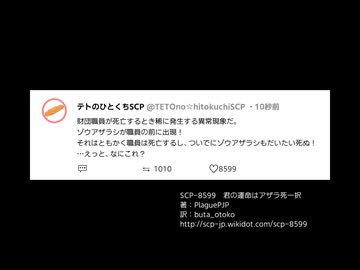 テトのひとくちSCP @TETOno☆hitokuchiSCP ・10秒前
財団職員が死亡するとき稀に発生する異常現象だ。
ゾウアザラシが職員の前に出現！
それはともかく職員は死亡するし、ついでにゾウアザラシもだいたい死ぬ！
…えっと、なにこれ？
1010 8599
SCP-8599 君の運命はアザラ死一択
著：PlaguePJP
訳：buta_otoko
http://scp-jp.wikidot.com/scp-8599